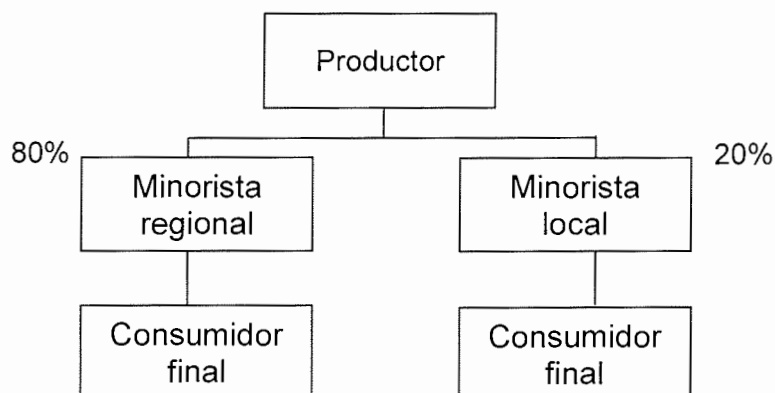 Productor
80%
20%
Minorista
regional
Minorista
local
Consumidor
final
Consumidor
final